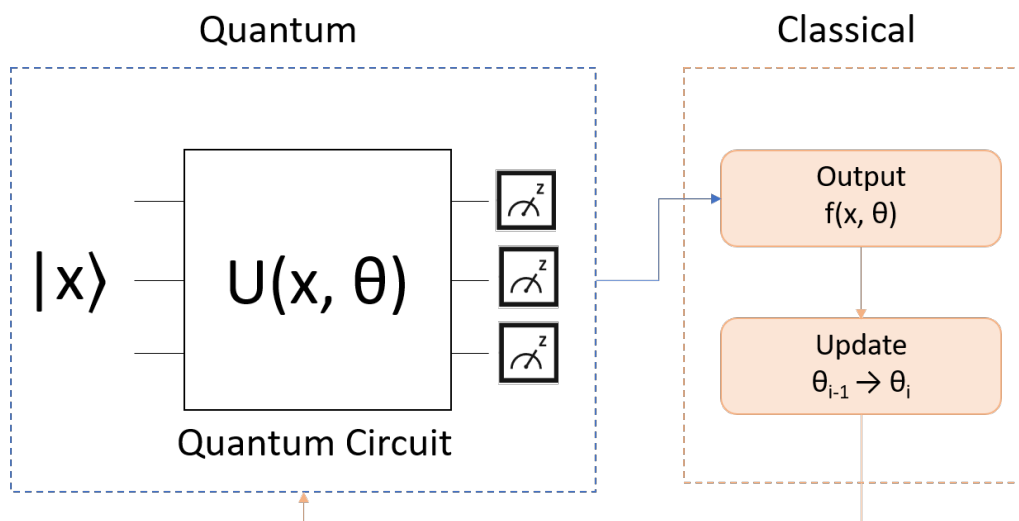 Quantum
Classical
|x⟩
U(x, θ)
z
z
z
Quantum Circuit
Output
f(x, θ)
Update
θᵢ₋₁ → θᵢ